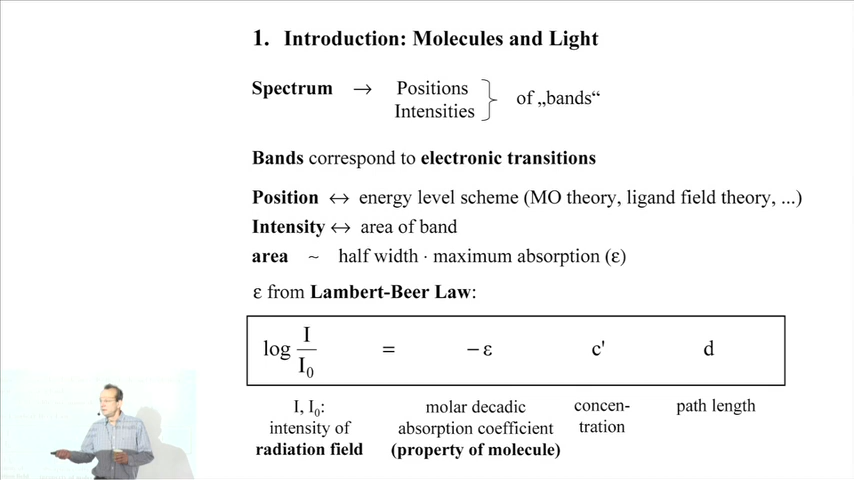 1. Introduction: Molecules and Light
Spectrum → Positions
Intensities
of „bands“
Bands correspond to electronic transitions
Position ↔ energy level scheme (MO theory, ligand field theory, ...)
Intensity ↔ area of band
area ~ half width · maximum absorption (ε)
ε from Lambert-Beer Law:
log I/I₀ = − ε c' d
I, I₀:
intensity of
radiation field
molar decadic
absorption coefficient
(property of molecule)
concen-
tration
path length